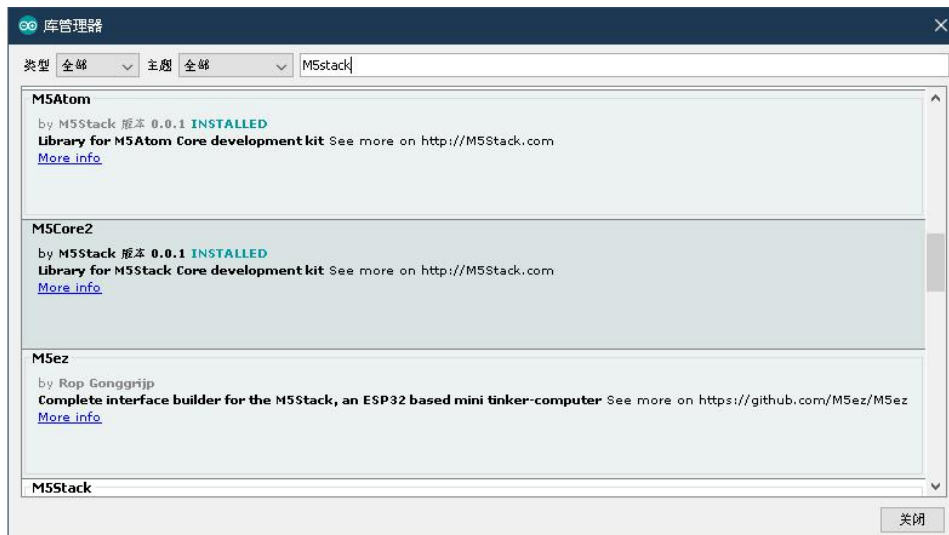 库管理器
类型 全部 主题 全部 M5stack
M5Atom
by M5Stack 版本 0.0.1 INSTALLED
Library for M5Atom Core development kit See more on http://M5Stack.com
More info
M5Core2
by M5Stack 版本 0.0.1 INSTALLED
Library for M5Stack Core development kit See more on http://M5Stack.com
More info
M5ez
by Rop Gonggrijp
Complete interface builder for the M5Stack, an ESP32 based mini tinker-computer See more on https://github.com/M5ez/M5ez
More info
M5Stack
关闭